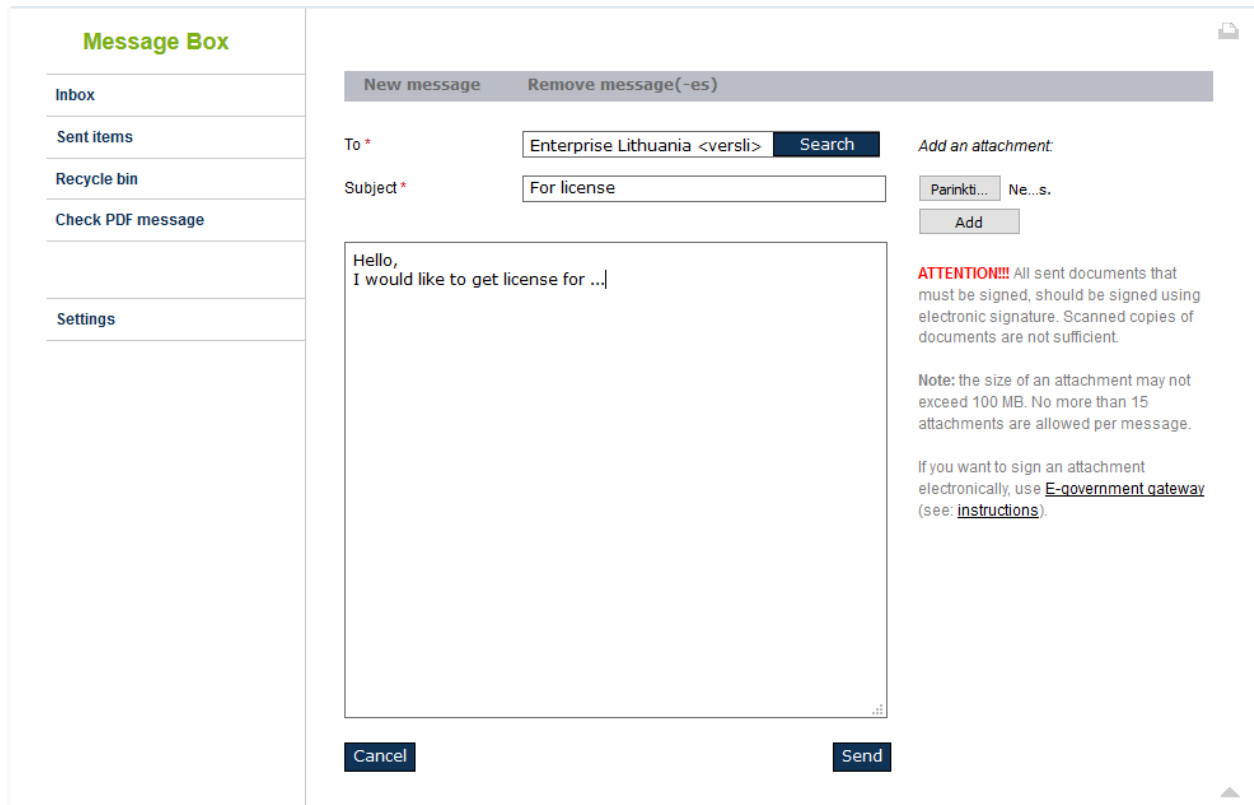 Message Box
Inbox
Sent items
Recycle bin
Check PDF message
Settings
New message Remove message(-es)
To * Enterprise Lithuania <versli> Search
Subject * For license
Hello,
I would like to get license for ...
Cancel Send
Add an attachment:
Parinkti... Ne...s.
Add
ATTENTION!!! All sent documents that
must be signed, should be signed using
electronic signature. Scanned copies of
documents are not sufficient.
Note: the size of an attachment may not
exceed 100 MB. No more than 15
attachments are allowed per message.
If you want to sign an attachment
electronically, use E-government gateway
(see: instructions).